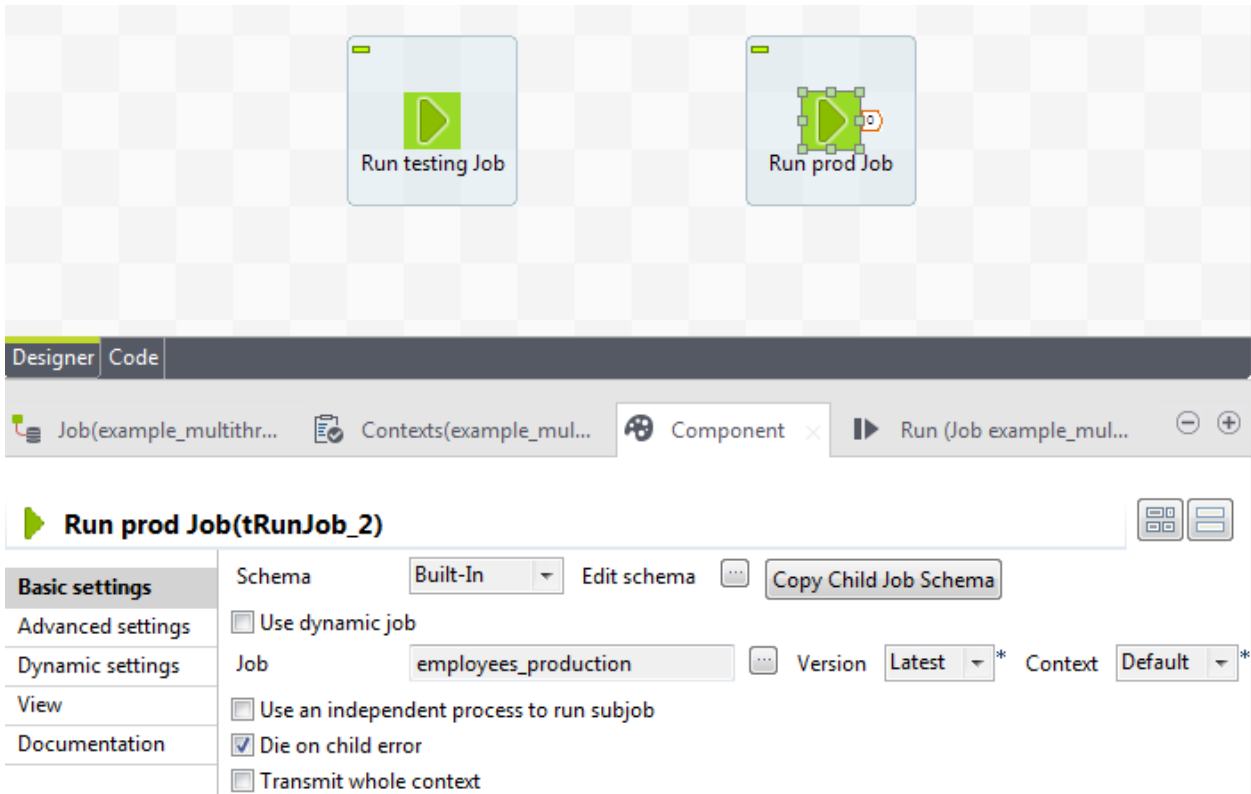 Run testing Job
Run prod Job
Designer Code
Job(example_multithr... Contexts(example_mul... Component Run (Job example_mul...
Run prod Job(tRunJob_2)
Basic settings
Advanced settings
Dynamic settings
View
Documentation
Schema Built-In Edit schema ... Copy Child Job Schema
Use dynamic job
Job employees_production ... Version Latest * Context Default *
Use an independent process to run subjob
Die on child error
Transmit whole context